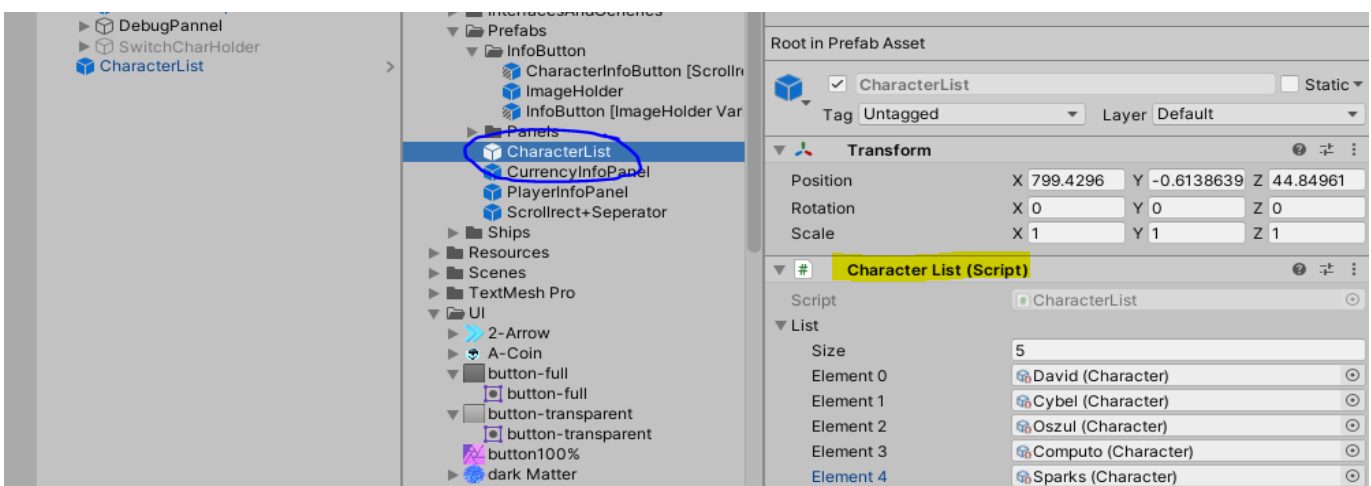 DebugPannel
SwitchCharHolder
CharacterList
Prefabs
InfoButton
CharacterInfoButton [Scrollre
ImageHolder
InfoButton [ImageHolder Var
Panels
CharacterList
CurrencyInfoPanel
PlayerInfoPanel
Scrollrect+Seperator
Ships
Resources
Scenes
TextMesh Pro
UI
2-Arrow
A-Coin
button-full
button-full
button-transparent
button-transparent
button100%
dark Matter
Root in Prefab Asset
CharacterList Static
Tag Untagged Layer Default
Transform
Position X 799.4296 Y -0.6138639 Z 44.84961
Rotation X 0 Y 0 Z 0
Scale X 1 Y 1 Z 1
# Character List (Script)
Script # CharacterList
List
Size 5
Element 0 David (Character)
Element 1 Cybel (Character)
Element 2 Oszul (Character)
Element 3 Computo (Character)
Element 4 Sparks (Character)